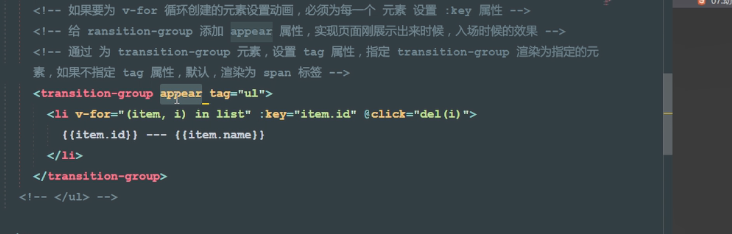 <!-- 如果要为 v-for 循环创建的元素设置动画，必须为每一个 元素 设置 :key 属性 -->
<!-- 给 ransition-group 添加 appear 属性，实现页面刚展示出来时候，入场时候的效果 -->
<!-- 通过 为 transition-group 元素，设置 tag 属性，指定 transition-group 渲染为指定的元
素，如果不指定 tag 属性，默认，渲染为 span 标签 -->
<transition-group appear tag="ul">
<li v-for="(item, i) in list" :key="item.id" @click="del(i)">
{{item.id}} --- {{item.name}}
</li>
</transition-group>
<!-- </ul> -->